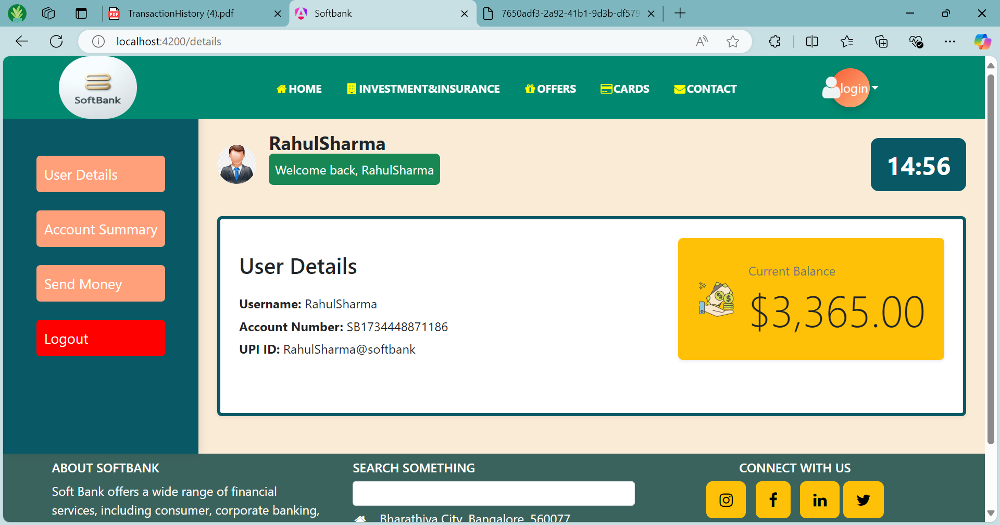 TransactionHistory (4).pdf
Softbank
7650adf3-2a92-41b1-9d3b-df579
localhost:4200/details
SoftBank
HOME
INVESTMENT&INSURANCE
OFFERS
CARDS
CONTACT
login
User Details
Account Summary
Send Money
Logout
RahulSharma
Welcome back, RahulSharma
14:56
User Details
Username: RahulSharma
Account Number: SB1734448871186
UPI ID: RahulSharma@softbank
Current Balance
$3,365.00
ABOUT SOFTBANK
Soft Bank offers a wide range of financial
services, including consumer, corporate banking,
SEARCH SOMETHING
Bharathiya City, Bangalore, 560077
CONNECT WITH US